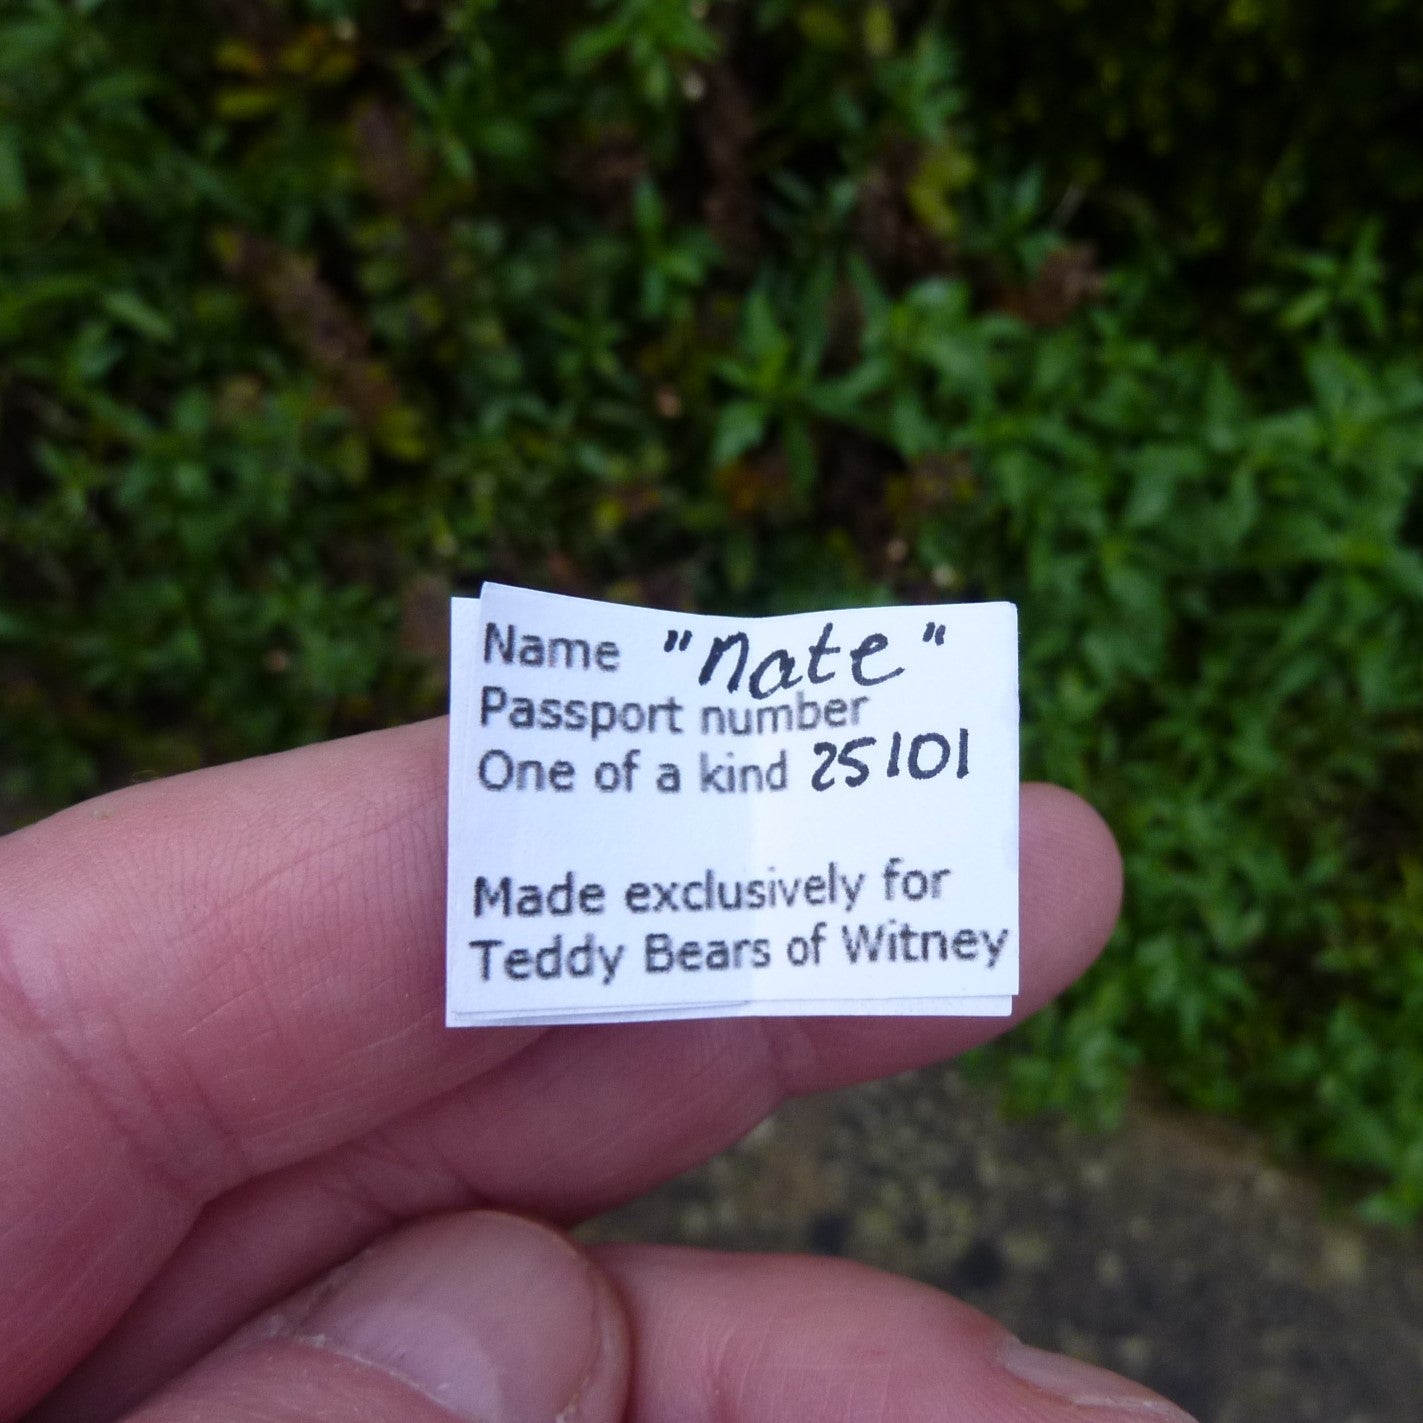 Name "Nate"
Passport number
One of a kind 25101
Made exclusively for
Teddy Bears of Witney